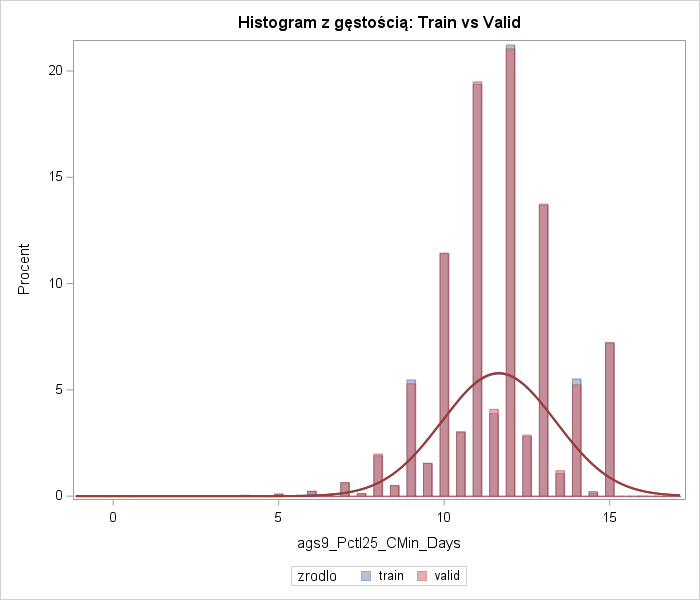 Histogram z gęstością: Train vs Valid
20
15
10
5
0
Procent
0 5 10 15
ags9_Pctl25_CMin_Days
zrodlo train valid